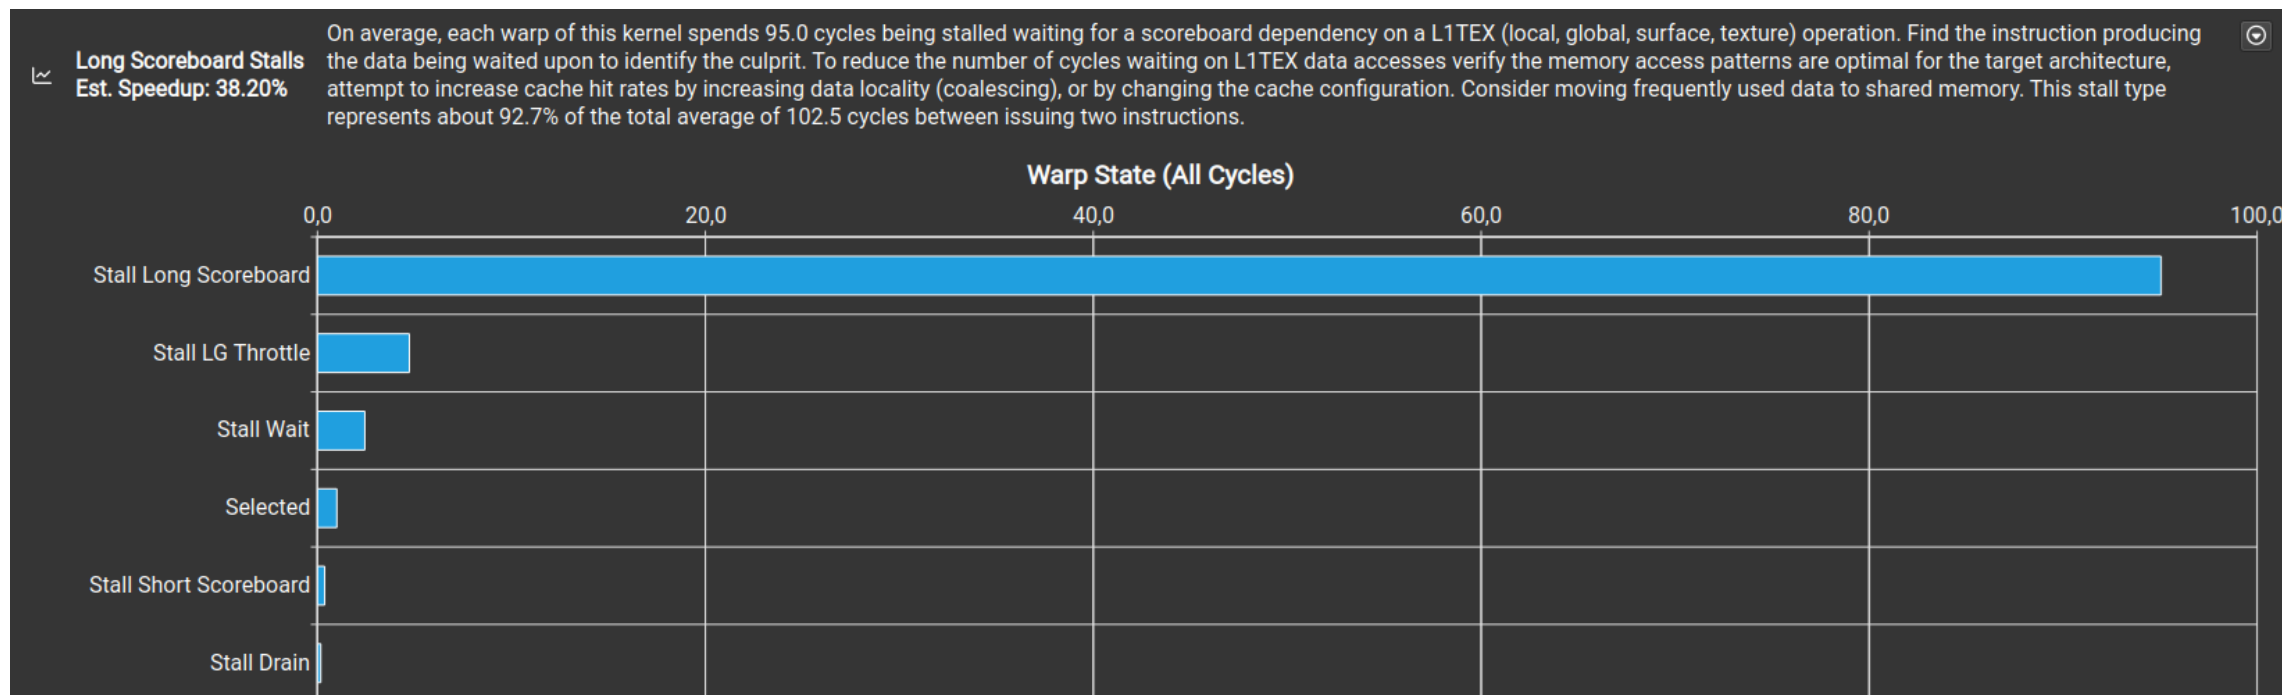 Long Scoreboard Stalls
Est. Speedup: 38.20%
On average, each warp of this kernel spends 95.0 cycles being stalled waiting for a scoreboard dependency on a L1TEX (local, global, surface, texture) operation. Find the instruction producing
the data being waited upon to identify the culprit. To reduce the number of cycles waiting on L1TEX data accesses verify the memory access patterns are optimal for the target architecture,
attempt to increase cache hit rates by increasing data locality (coalescing), or by changing the cache configuration. Consider moving frequently used data to shared memory. This stall type
represents about 92.7% of the total average of 102.5 cycles between issuing two instructions.
Warp State (All Cycles)
0,0 20,0 40,0 60,0 80,0 100,0
Stall Long Scoreboard
Stall LG Throttle
Stall Wait
Selected
Stall Short Scoreboard
Stall Drain